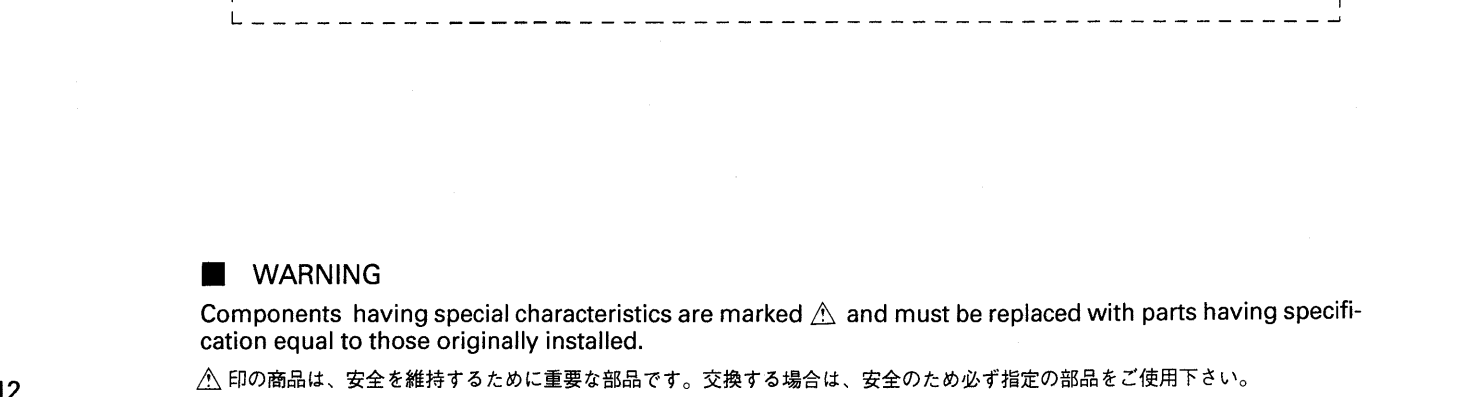 ■ WARNING
Components having special characteristics are marked ⚠ and must be replaced with parts having specifi-
cation equal to those originally installed.
⚠ 印の商品は、安全を維持するために重要な部品です。交換する場合は、安全のため必ず指定の部品をご使用下さい。
12